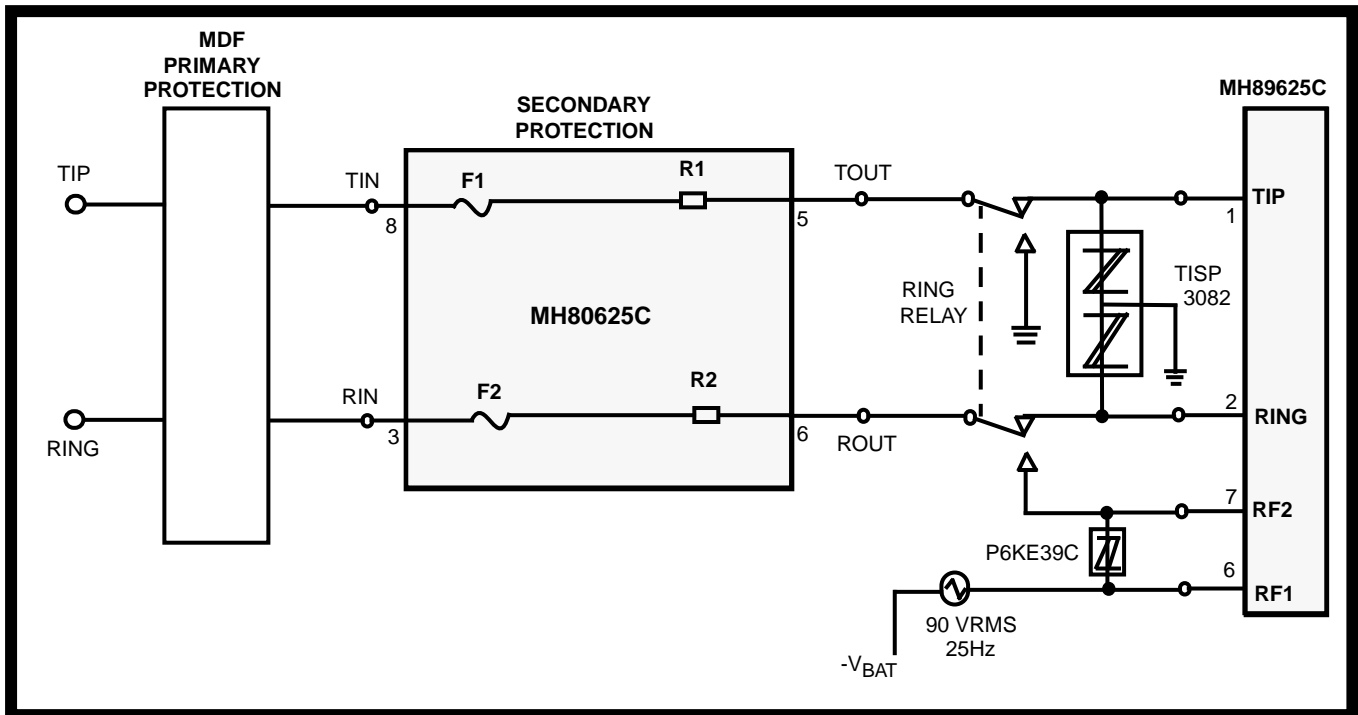 MDF
PRIMARY
PROTECTION
MH89625C
SECONDARY
PROTECTION
TIP
TIN
F1
R1
TOUT
TIP
8
5
1
RING
RELAY
TISP
3082
MH80625C
RIN
F2
R2
2
RING
RING
3
6
ROUT
7
RF2
P6KE39C
6
RF1
90 VRMS
25Hz
-VBAT